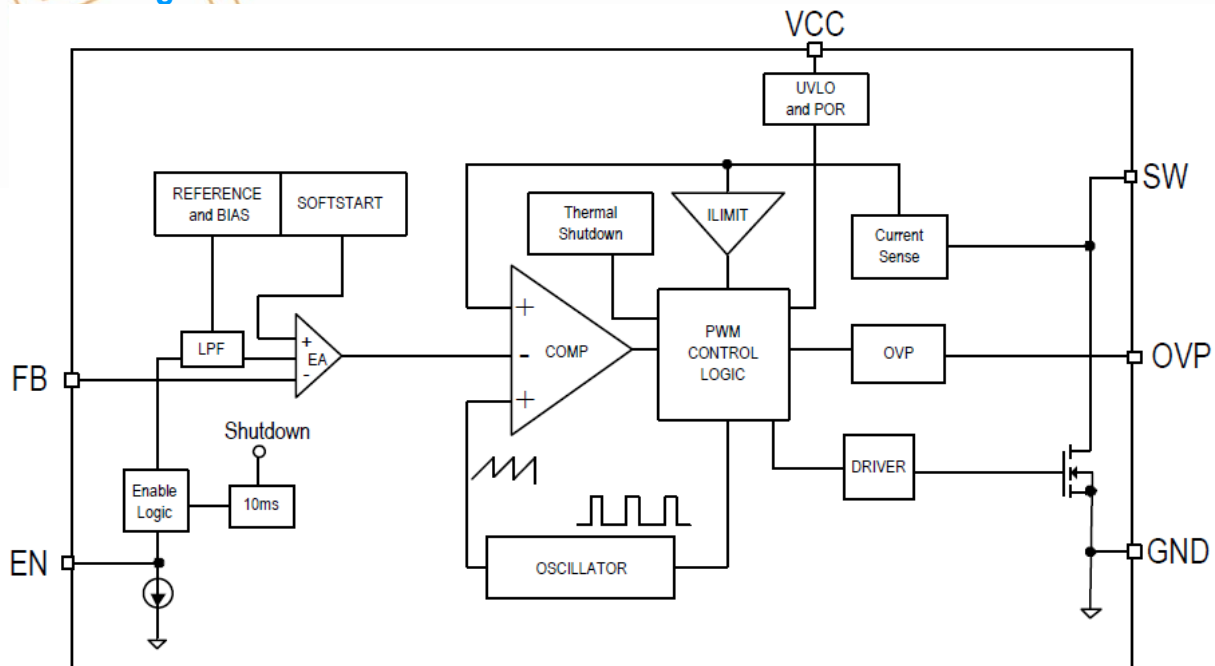 VCC
UVLO
and POR
SW
REFERENCE
and BIAS
SOFTSTART
Thermal
Shutdown
ILIMIT
Current
Sense
+
-
+
COMP
PWM
CONTROL
LOGIC
LPF
+
EA
-
OVP
OVP
FB
Shutdown
Enable
Logic
10ms
DRIVER
EN
OSCILLATOR
GND